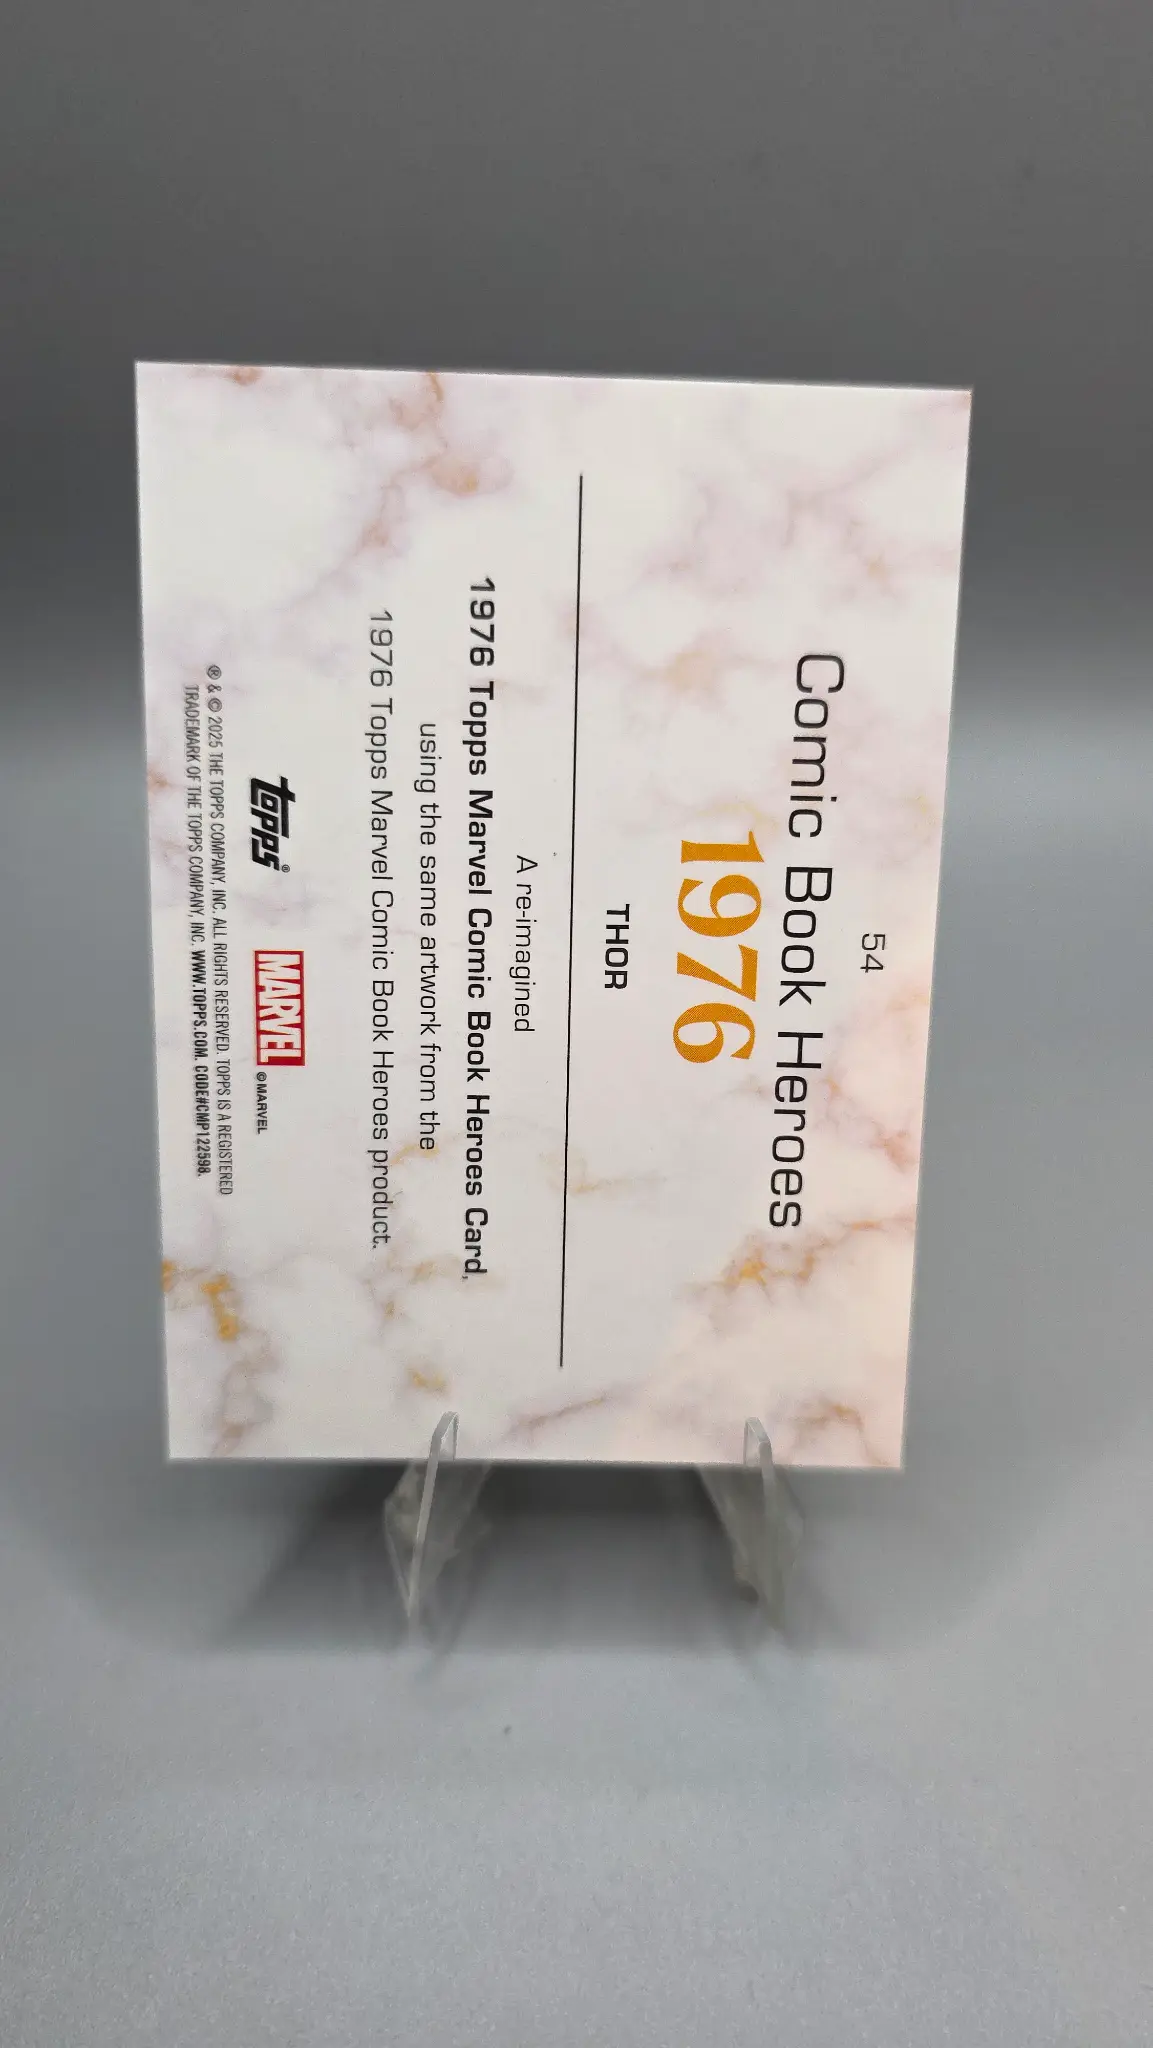 54
Comic Book Heroes
1976
THOR
A re-imagined
1976 Topps Marvel Comic Book Heroes Card,
using the same artwork from the
1976 Topps Marvel Comic Book Heroes product.
topps® MARVEL ©MARVEL
® & © 2025 THE TOPPS COMPANY, INC. ALL RIGHTS RESERVED. TOPPS IS A REGISTERED
TRADEMARK OF THE TOPPS COMPANY, INC. WWW.TOPPS.COM. CODE#CMP122598.